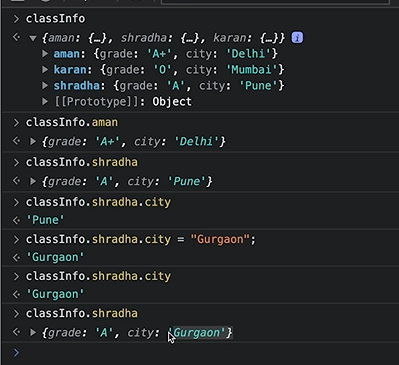 classInfo
{aman: {…}, shradha: {…}, karan: {…}} i
aman: {grade: 'A+', city: 'Delhi'}
karan: {grade: 'O', city: 'Mumbai'}
shradha: {grade: 'A', city: 'Pune'}
[[Prototype]]: Object
classInfo.aman
{grade: 'A+', city: 'Delhi'}
classInfo.shradha
{grade: 'A', city: 'Pune'}
classInfo.shradha.city
'Pune'
classInfo.shradha.city = "Gurgaon";
'Gurgaon'
classInfo.shradha.city
'Gurgaon'
classInfo.shradha
{grade: 'A', city: 'Gurgaon'}